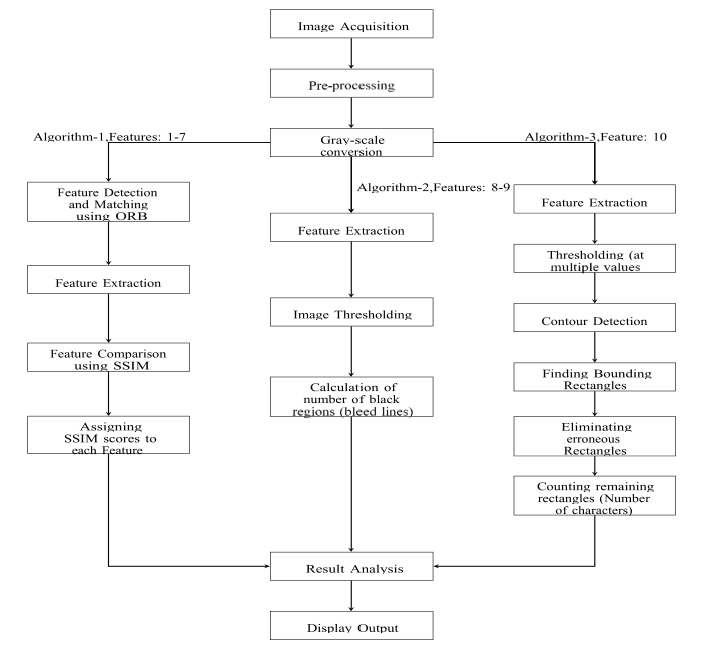 Image Acquisition
Pre-processing
Gray-scale
conversion
Algorithm-1,Features: 1-7
Feature Detection
and Matching
using ORB
Feature Extraction
Feature Comparison
using SSIM
Assigning
SSIM scores to
each Feature
Algorithm-2,Features: 8-9
Feature Extraction
Image Thresholding
Calculation of
number of black
regions (bleed lines)
Algorithm-3,Feature: 10
Feature Extraction
Thresholding (at
multiple values
Contour Detection
Finding Bounding
Rectangles
Eliminating
erroneous
Rectangles
Counting remaining
rectangles (Number
of characters)
Result Analysis
Display Output